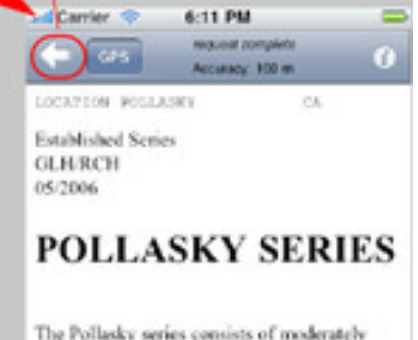 Carrier 6:11 PM
GPS
request complete
Accuracy: 100 m
LOCATION POLLASKY CA
Established Series
GLH/RCH
05/2006
POLLASKY SERIES
The Pollasky series consists of moderately